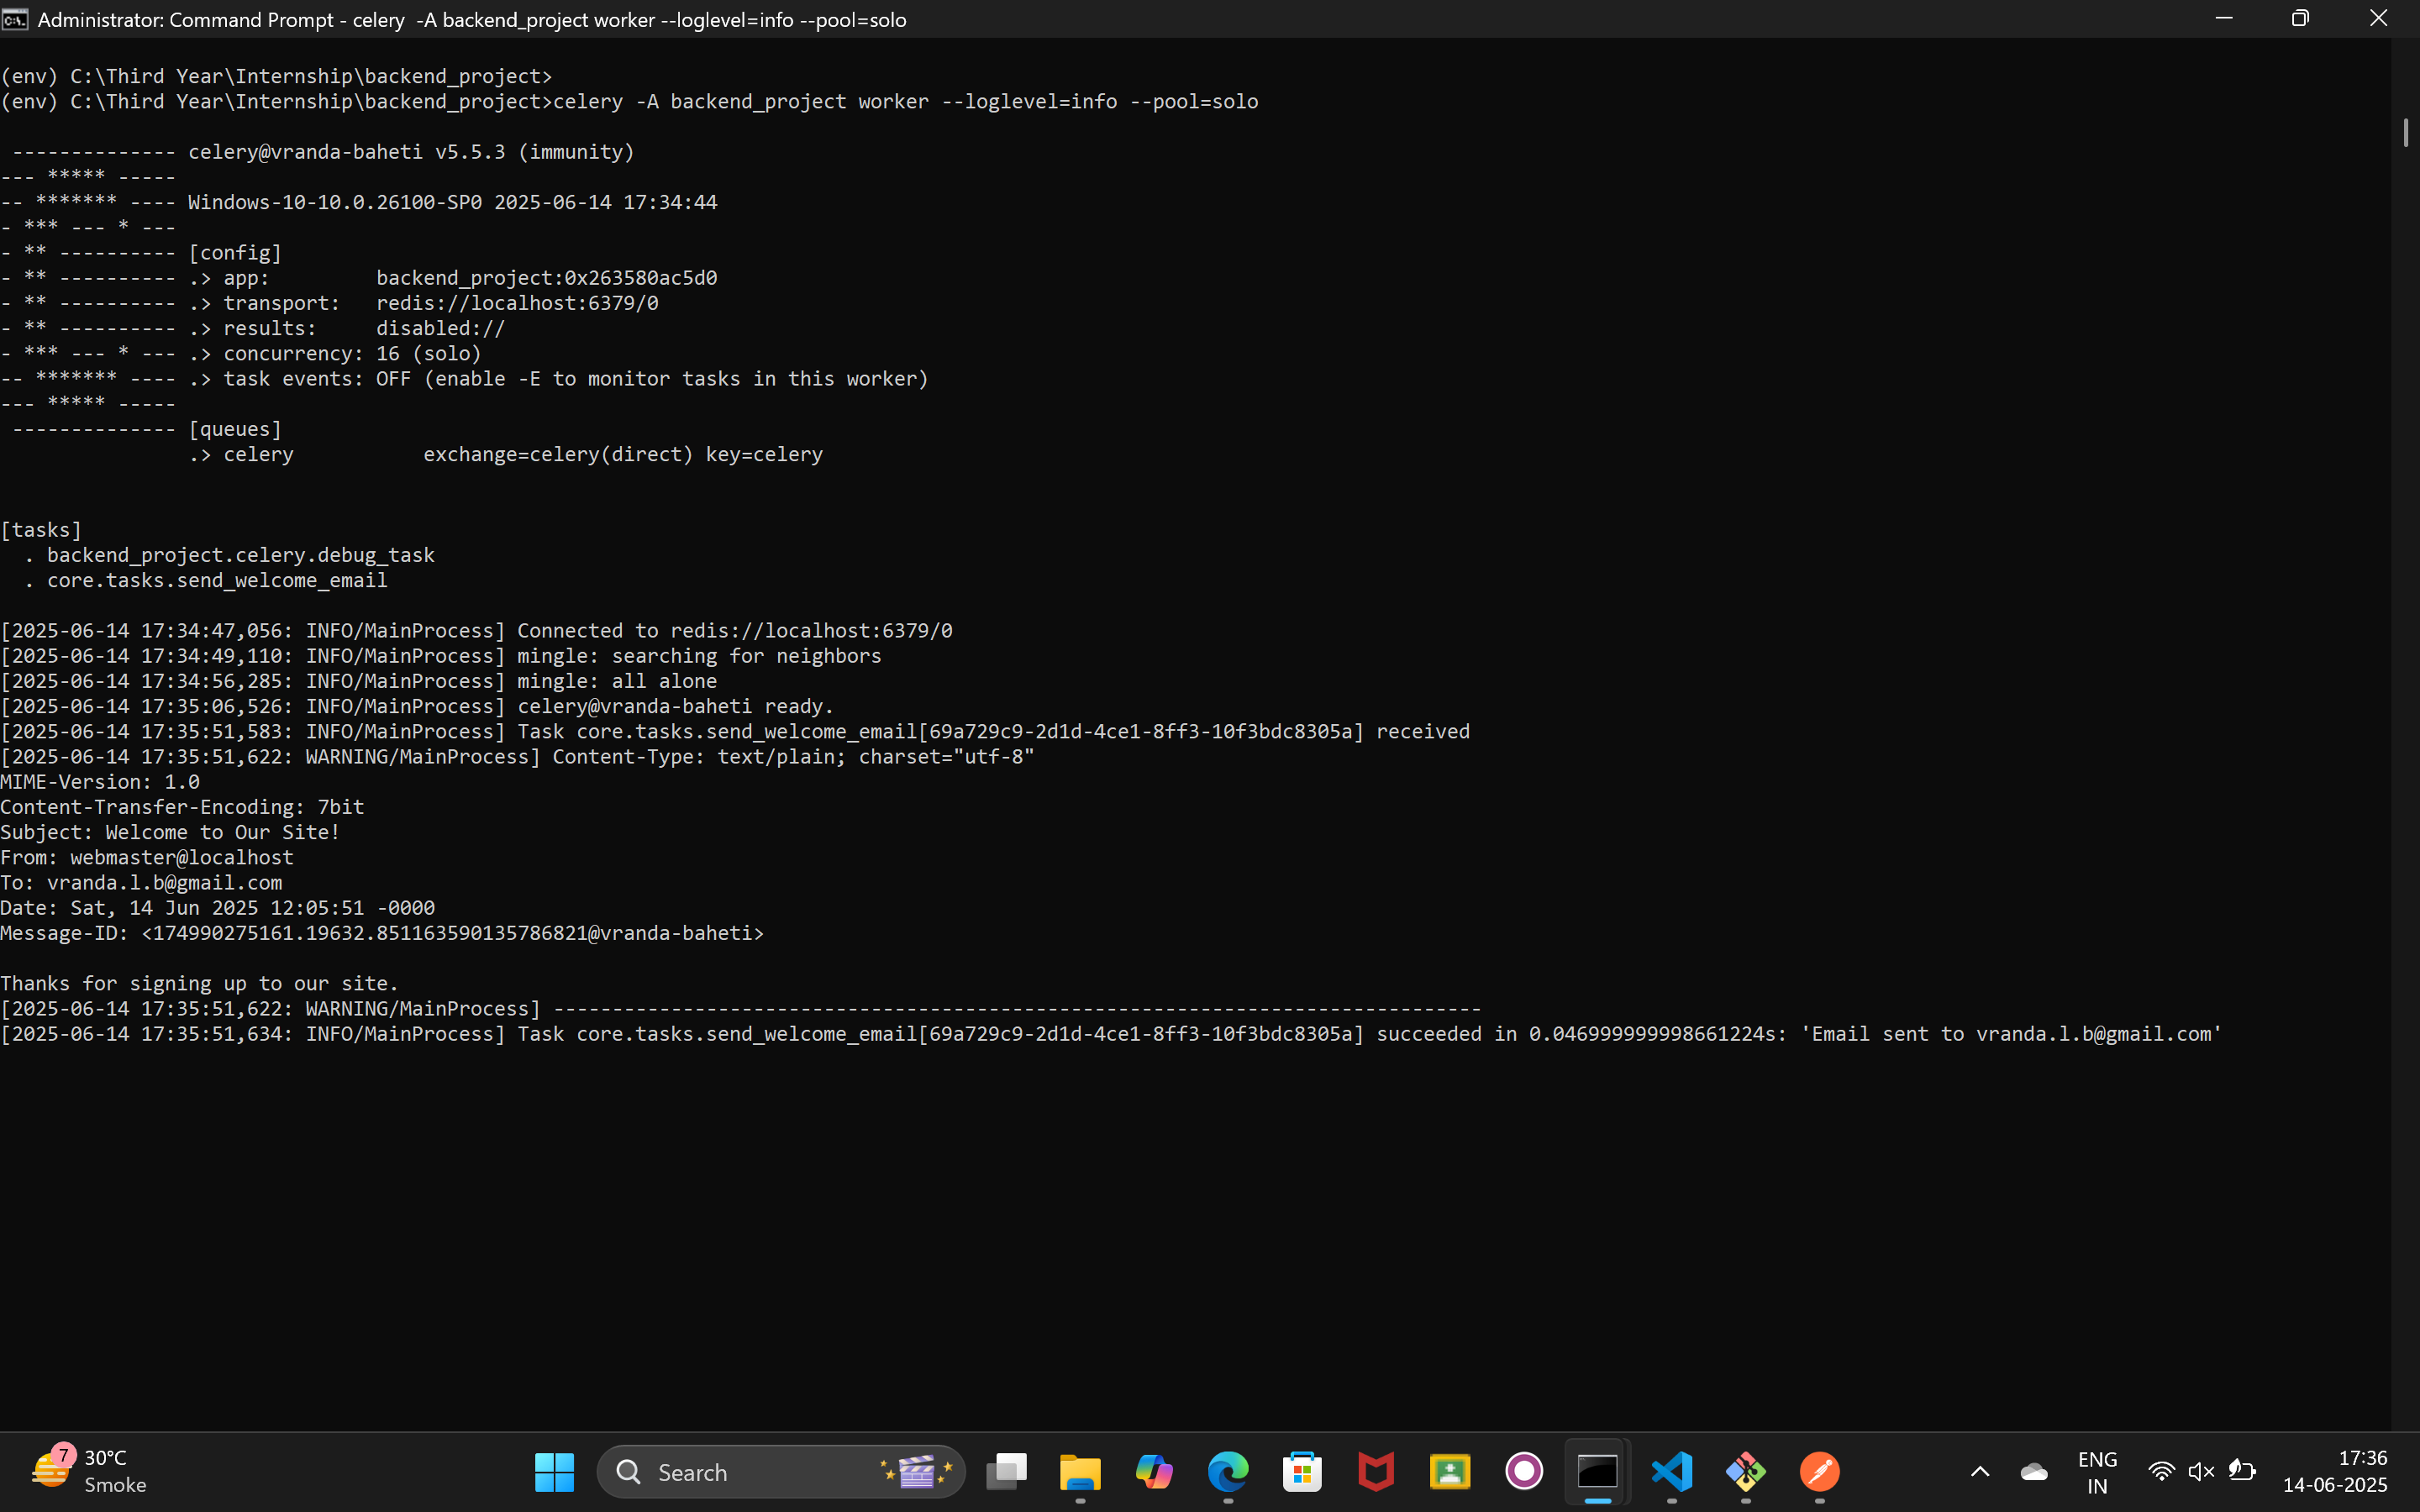 Administrator: Command Prompt - celery  -A backend_project worker --loglevel=info --pool=solo
(env) C:\Third Year\Internship\backend_project>
(env) C:\Third Year\Internship\backend_project>celery -A backend_project worker --loglevel=info --pool=solo
 -------------- celery@vranda-baheti v5.5.3 (immunity)
--- ***** -----
-- ******* ---- Windows-10-10.0.26100-SP0 2025-06-14 17:34:44
- *** --- * ---
- ** ---------- [config]
- ** ---------- .> app:         backend_project:0x263580ac5d0
- ** ---------- .> transport:   redis://localhost:6379/0
- ** ---------- .> results:     disabled://
- *** --- * --- .> concurrency: 16 (solo)
-- ******* ---- .> task events: OFF (enable -E to monitor tasks in this worker)
--- ***** -----
 -------------- [queues]
                .> celery           exchange=celery(direct) key=celery
[tasks]
  . backend_project.celery.debug_task
  . core.tasks.send_welcome_email
[2025-06-14 17:34:47,056: INFO/MainProcess] Connected to redis://localhost:6379/0
[2025-06-14 17:34:49,110: INFO/MainProcess] mingle: searching for neighbors
[2025-06-14 17:34:56,285: INFO/MainProcess] mingle: all alone
[2025-06-14 17:35:06,526: INFO/MainProcess] celery@vranda-baheti ready.
[2025-06-14 17:35:51,583: INFO/MainProcess] Task core.tasks.send_welcome_email[69a729c9-2d1d-4ce1-8ff3-10f3bdc8305a] received
[2025-06-14 17:35:51,622: WARNING/MainProcess] Content-Type: text/plain; charset="utf-8"
MIME-Version: 1.0
Content-Transfer-Encoding: 7bit
Subject: Welcome to Our Site!
From: webmaster@localhost
To: vranda.l.b@gmail.com
Date: Sat, 14 Jun 2025 12:05:51 -0000
Message-ID: <174990275161.19632.851163590135786821@vranda-baheti>
Thanks for signing up to our site.
[2025-06-14 17:35:51,622: WARNING/MainProcess] -------------------------------------------------------------------------------
[2025-06-14 17:35:51,634: INFO/MainProcess] Task core.tasks.send_welcome_email[69a729c9-2d1d-4ce1-8ff3-10f3bdc8305a] succeeded in 0.046999999998661224s: 'Email sent to vranda.l.b@gmail.com'
7
30°C
Smoke
Search
ENG
IN
17:36
14-06-2025